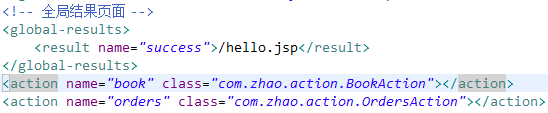 <!-- 全局结果页面 -->
<global-results>
<result name="success">/hello.jsp</result>
</global-results>
<action name="book" class="com.zhao.action.BookAction"></action>
<action name="orders" class="com.zhao.action.OrdersAction"></action>